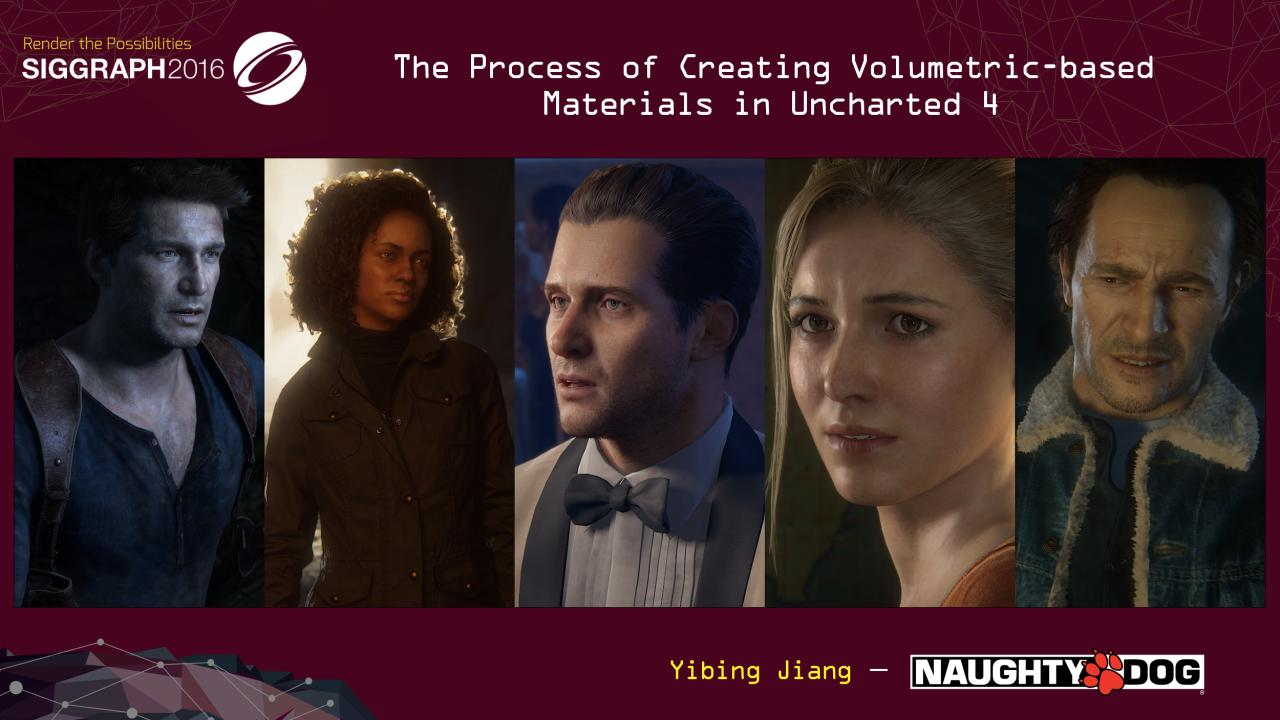 Render the Possibilities
SIGGRAPH2016
The Process of Creating Volumetric-based
Materials in Uncharted 4
Yibing Jiang — NAUGHTY DOG